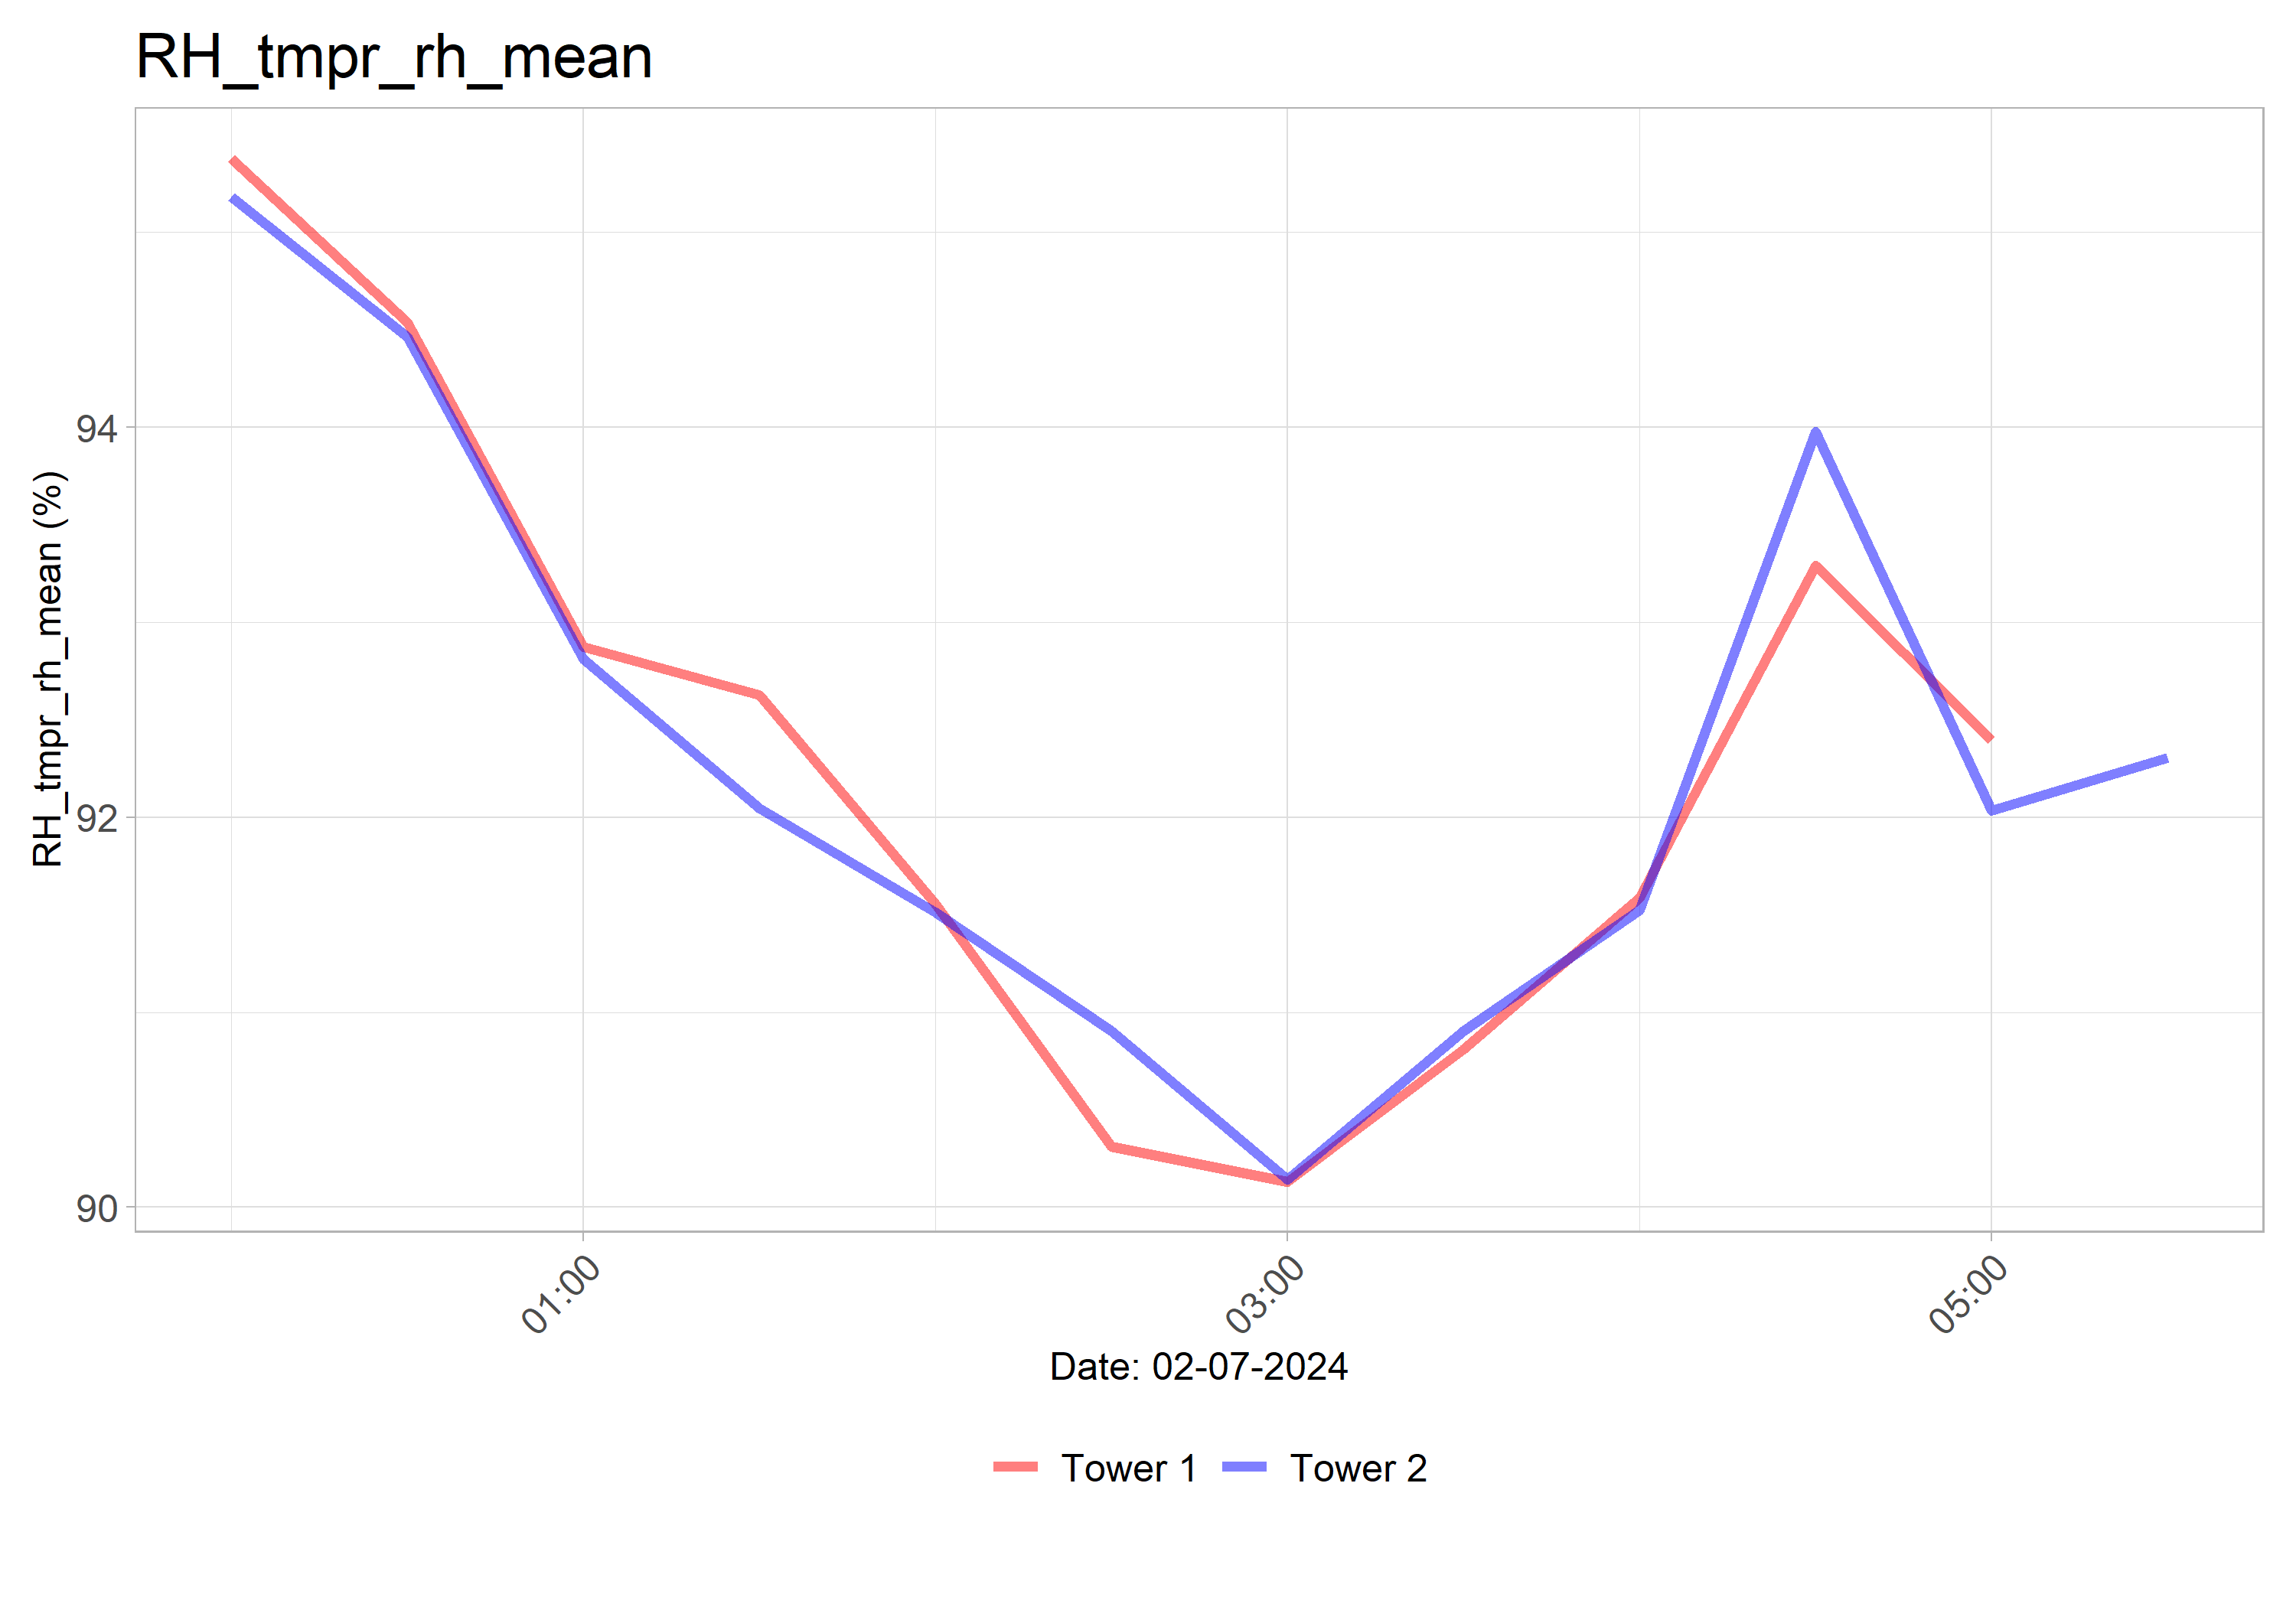 RH_tmpr_rh_mean
RH_tmpr_rh_mean (%)
94
92
90
01:00
03:00
05:00
Date: 02-07-2024
Tower 1
Tower 2